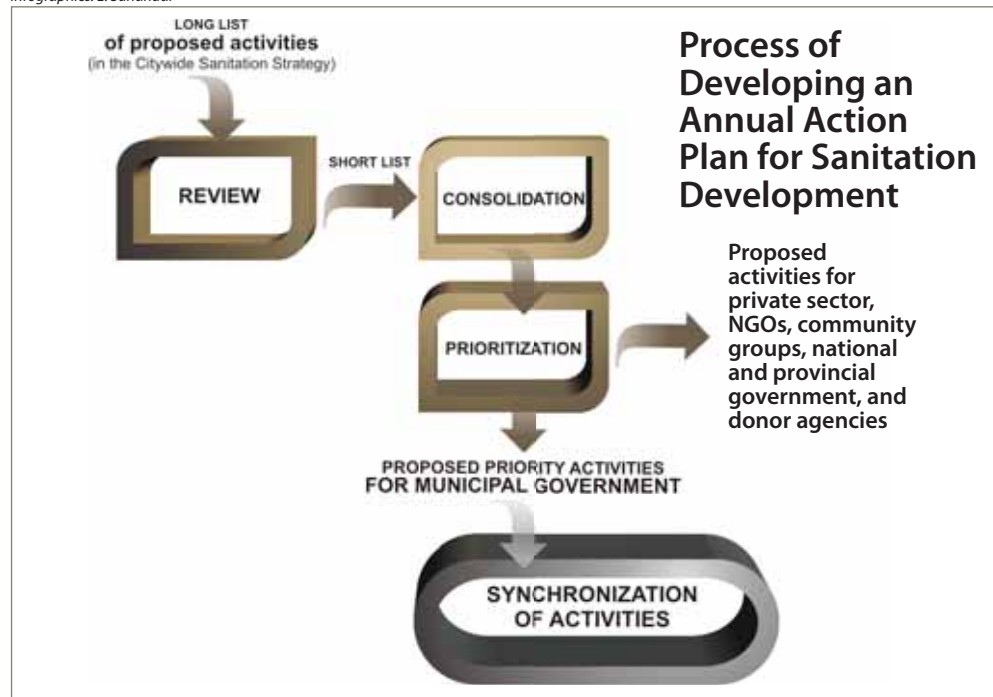 LONG LIST
of proposed activities
(in the Citywide Sanitation Strategy)
Process of
Developing an
Annual Action
Plan for Sanitation
Development
REVIEW
SHORT LIST
CONSOLIDATION
PRIORITIZATION
Proposed
activities for
private sector,
NGOs, community
groups, national
and provincial
government, and
donor agencies
PROPOSED PRIORITY ACTIVITIES
FOR MUNICIPAL GOVERNMENT
SYNCHRONIZATION
OF ACTIVITIES